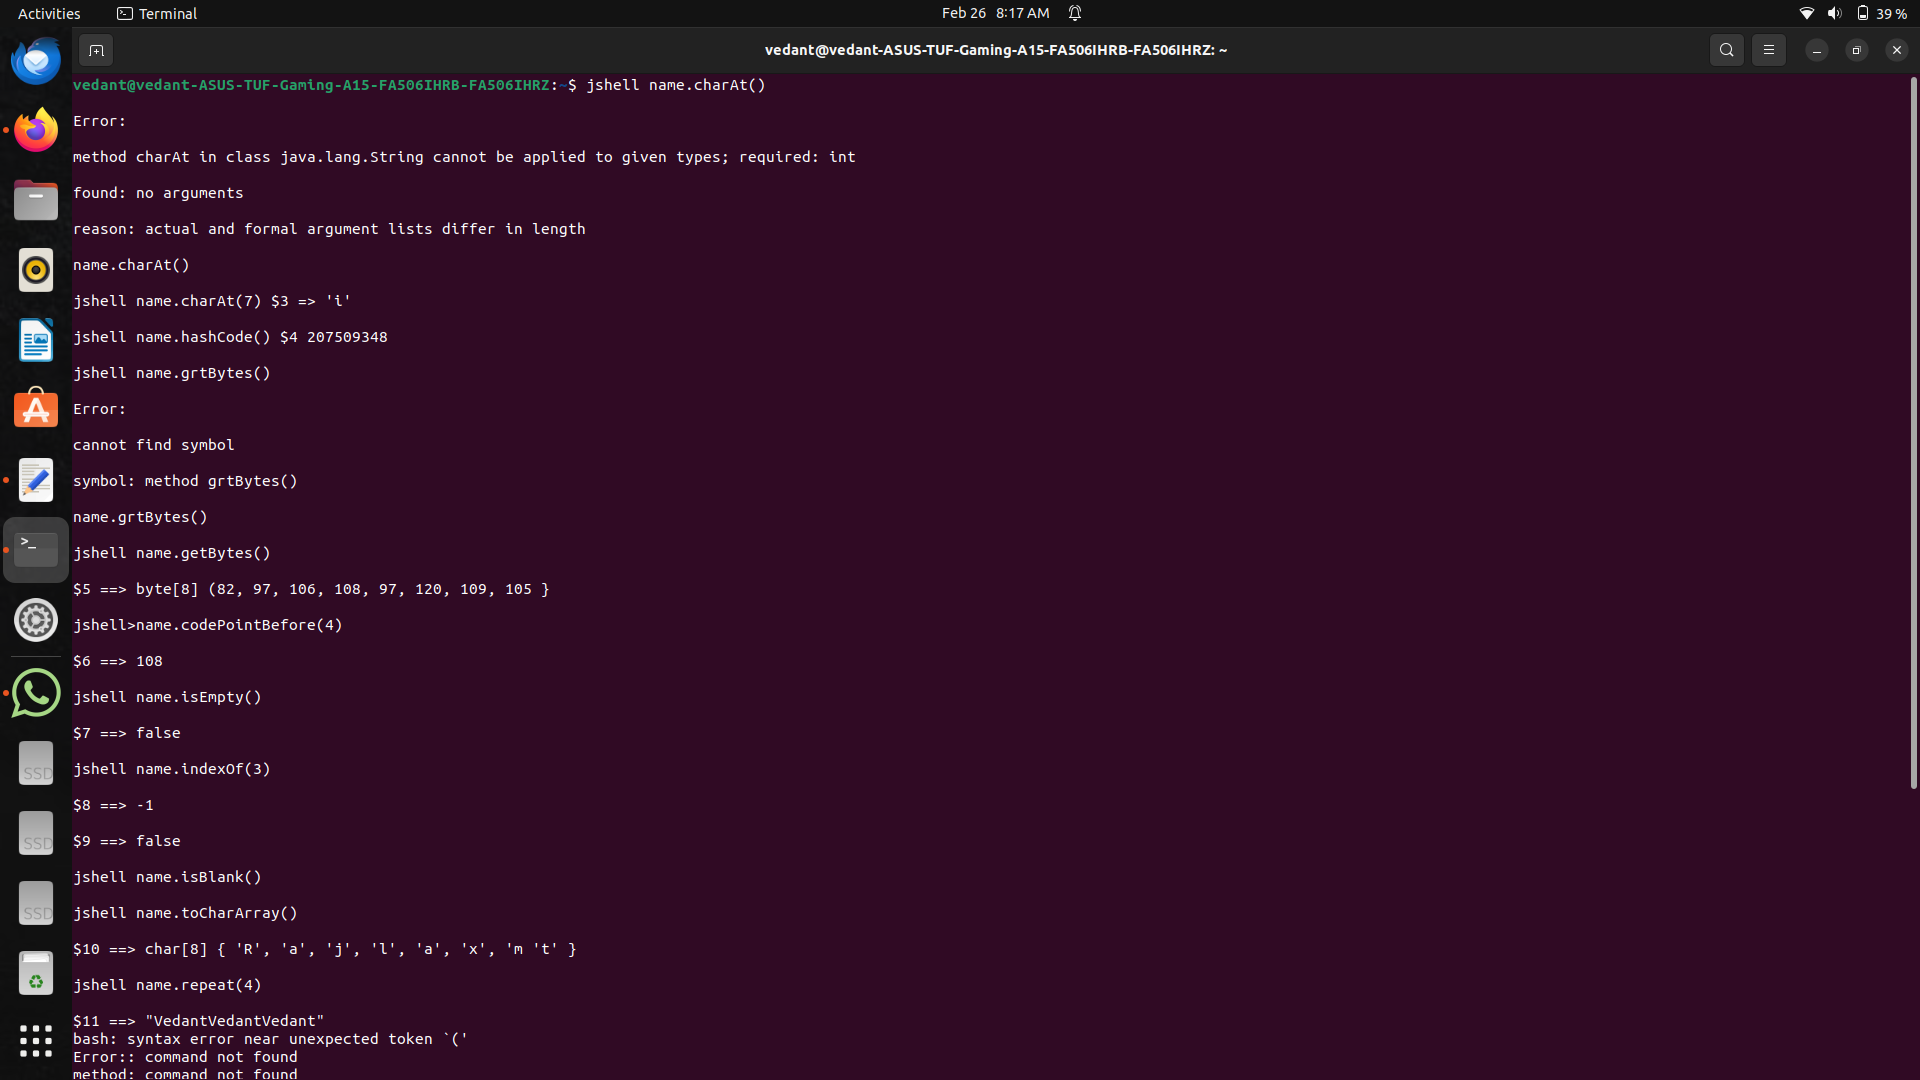 Activities
Terminal
Feb 26 8:17 AM
39 %
vedant@vedant-ASUS-TUF-Gaming-A15-FA506IHRB-FA506IHRZ: ~
vedant@vedant-ASUS-TUF-Gaming-A15-FA506IHRB-FA506IHRZ:~$ jshell name.charAt()
Error:
method charAt in class java.lang.String cannot be applied to given types; required: int
found: no arguments
reason: actual and formal argument lists differ in length
name.charAt()
jshell name.charAt(7) $3 => 'i'
jshell name.hashCode() $4 207509348
jshell name.grtBytes()
Error:
cannot find symbol
symbol: method grtBytes()
name.grtBytes()
jshell name.getBytes()
$5 ==> byte[8] (82, 97, 106, 108, 97, 120, 109, 105 }
jshell>name.codePointBefore(4)
$6 ==> 108
jshell name.isEmpty()
$7 ==> false
jshell name.indexOf(3)
$8 ==> -1
$9 ==> false
jshell name.isBlank()
jshell name.toCharArray()
$10 ==> char[8] { 'R', 'a', 'j', 'l', 'a', 'x', 'm 't' }
jshell name.repeat(4)
$11 ==> "VedantVedantVedant"
bash: syntax error near unexpected token `('
Error:: command not found
method: command not found
>_
SSD
SSD
SSD